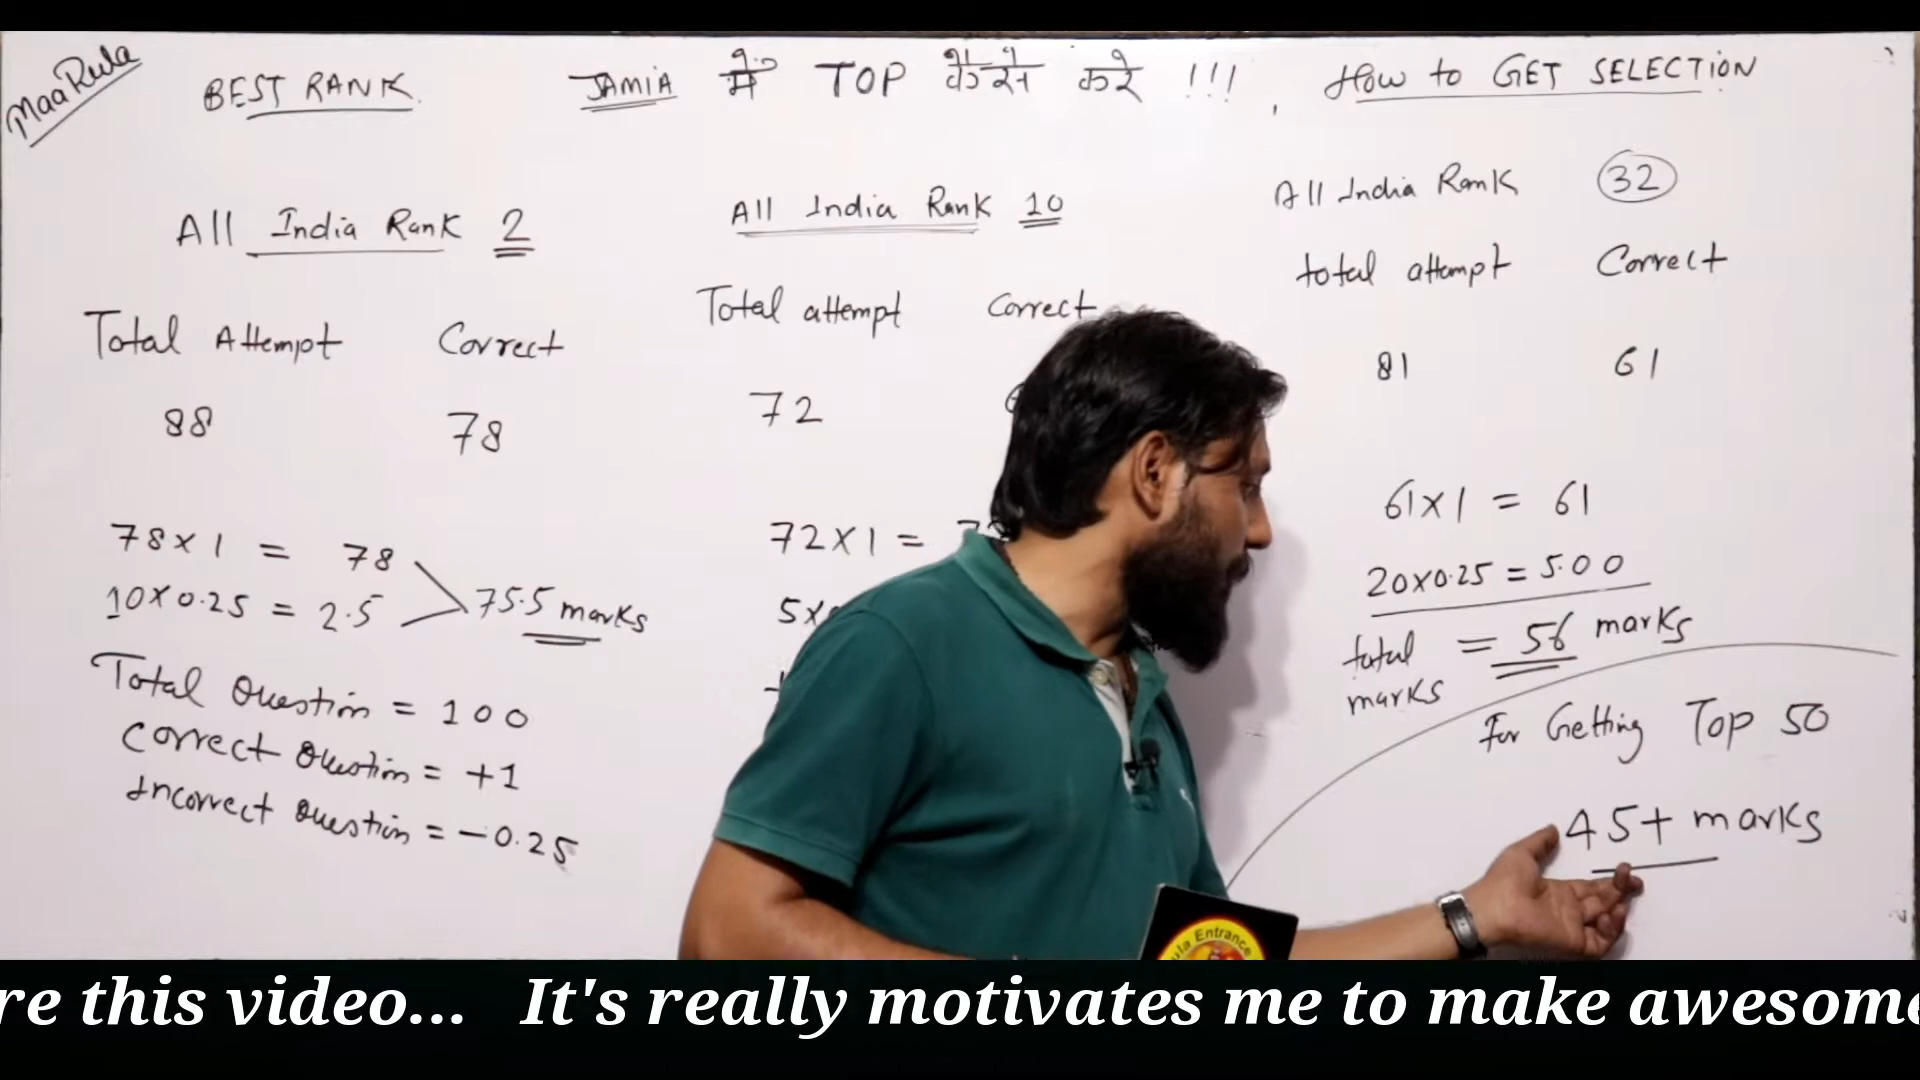 MaaRula
BEST RANK. JAMIA में TOP कैसे करे !!! , How to GET SELECTION
All India Rank 2
Total Attempt Correct
88 78
78 x 1 = 78
10 x 0.25 = 2.5
75.5 marks
Total Question = 100
Correct Question = +1
Incorrect Question = -0.25
All India Rank 10
Total attempt Correct
72
72 x 1 =
5x
All India Rank 32
total attempt Correct
81 61
61 x 1 = 61
20 x 0.25 = 5.00
total marks = 56 marks
For Getting Top 50
45+ marks
ula Entrance
re this video... It's really motivates me to make awesome